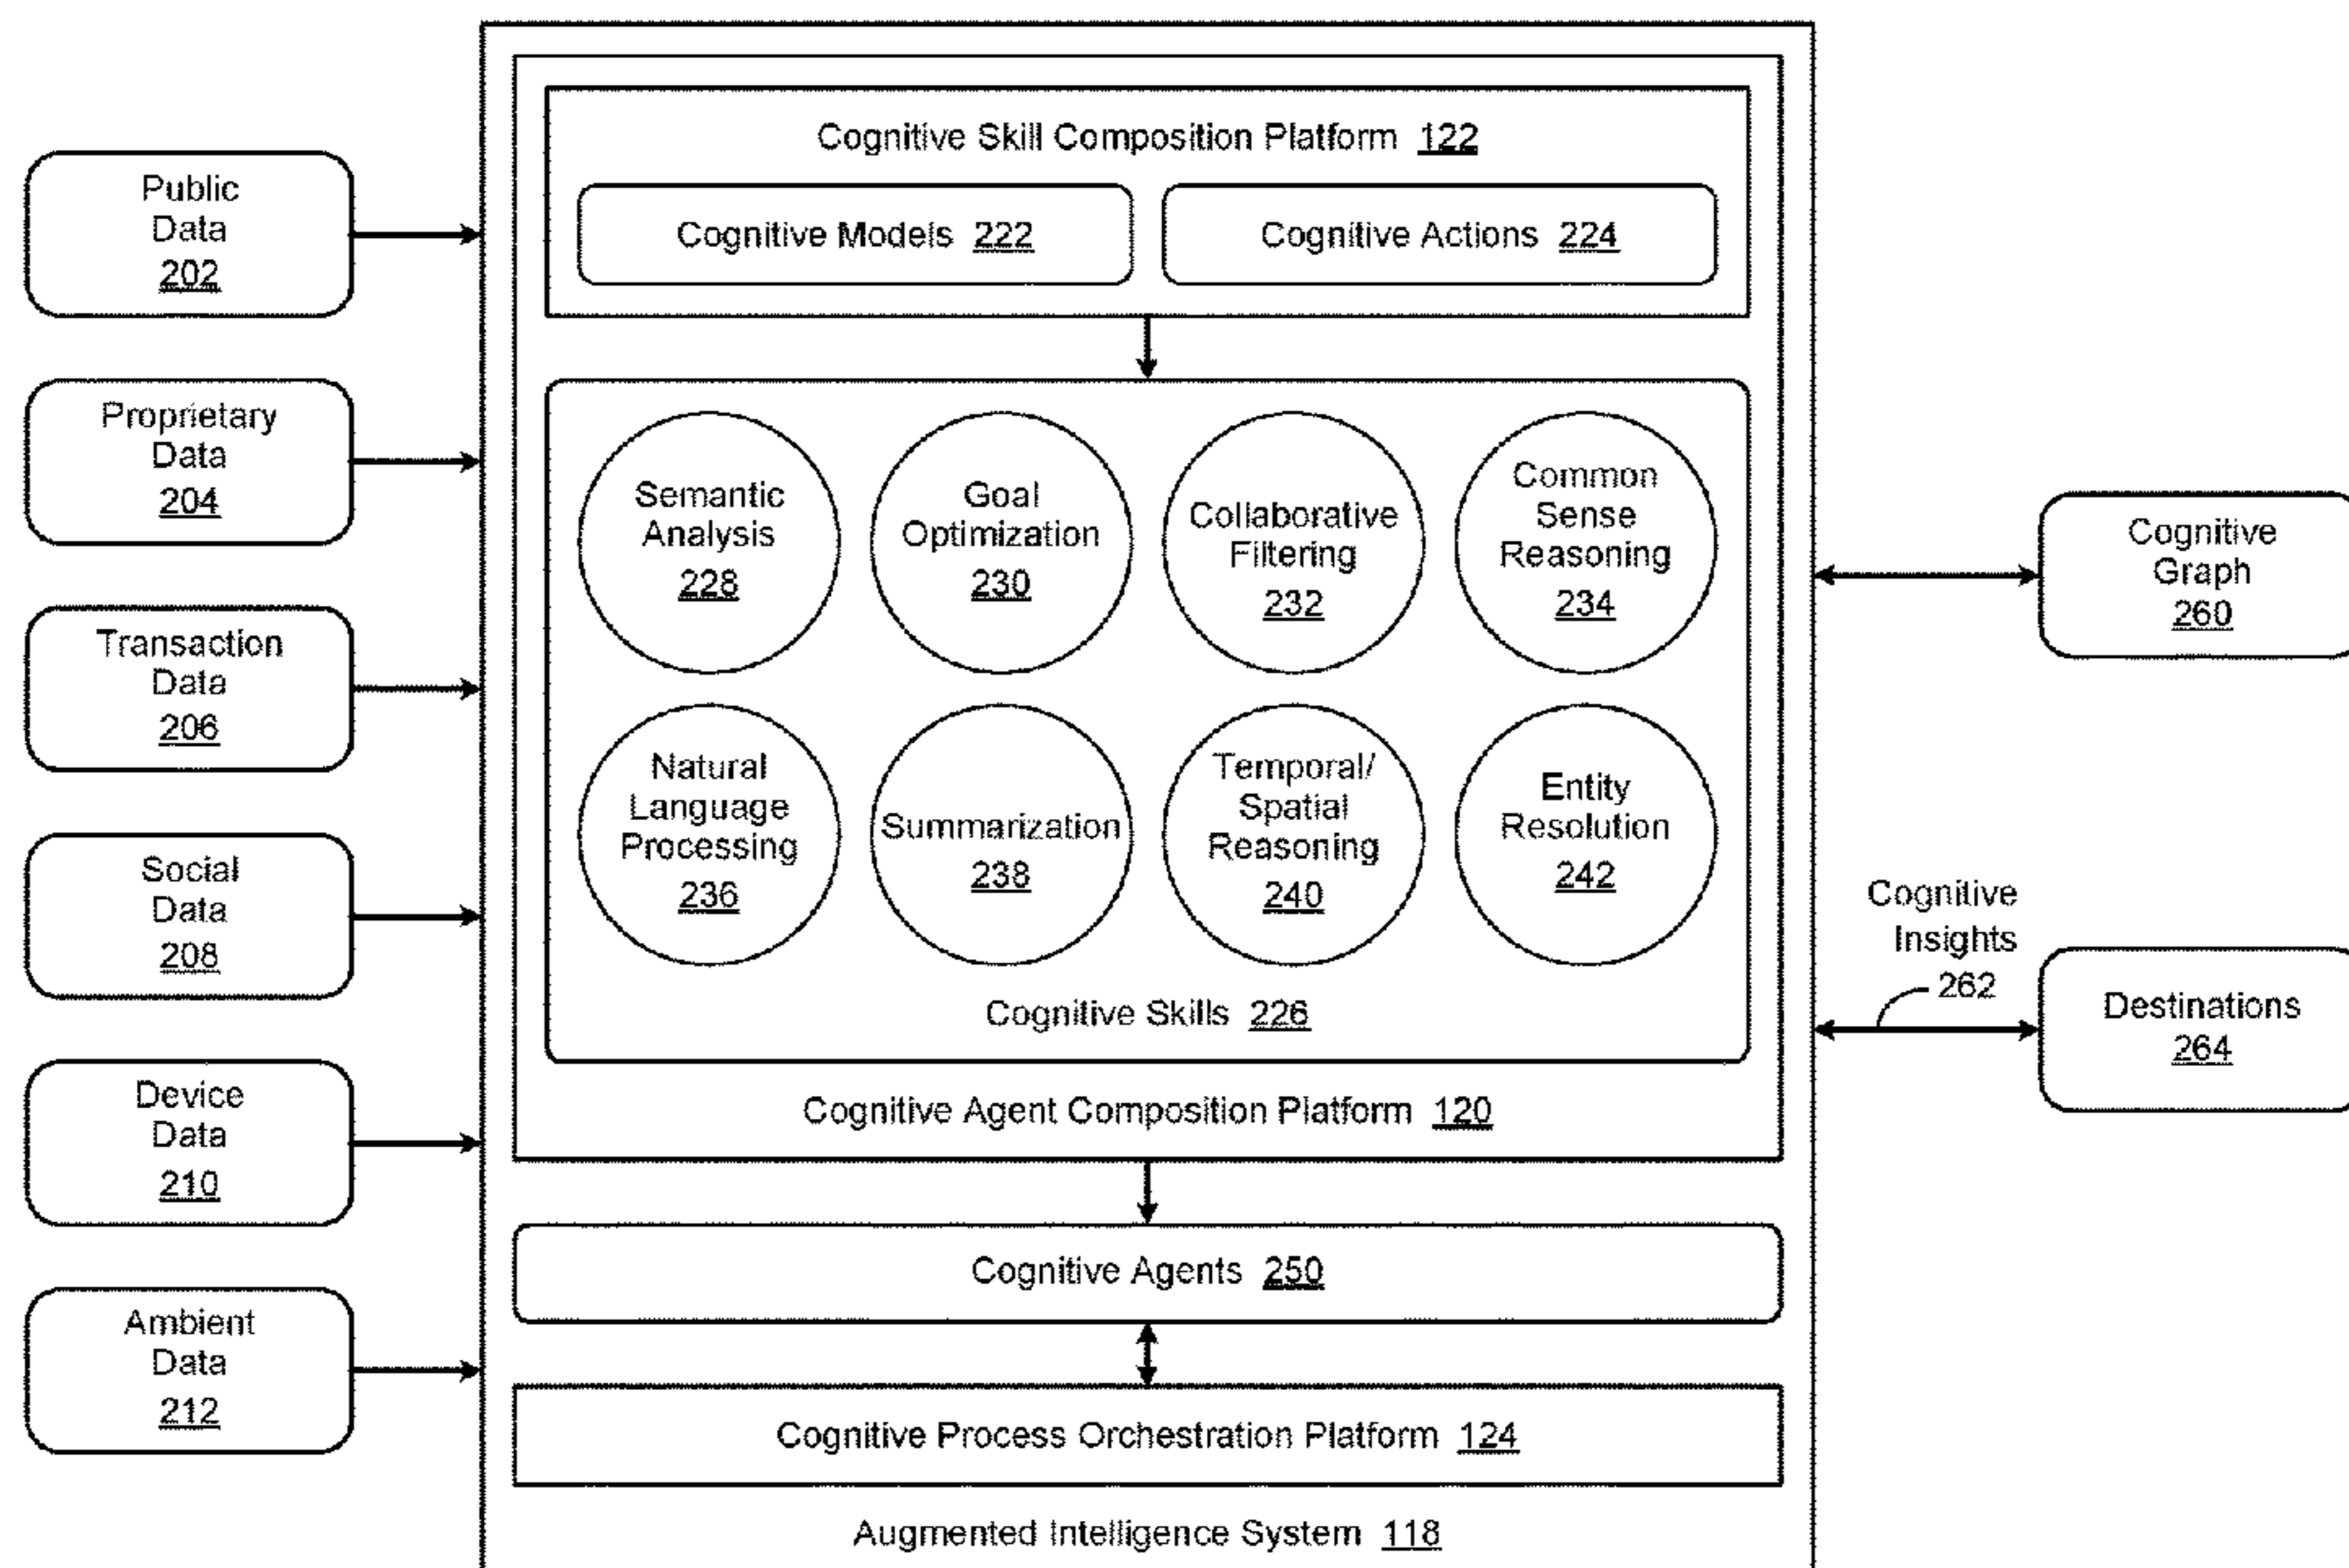 Public
Data
202
Proprietary
Data
204
Transaction
Data
206
Social
Data
208
Device
Data
210
Ambient
Data
212
Cognitive Skill Composition Platform 122
Cognitive Models 222
Cognitive Actions 224
Semantic
Analysis
228
Goal
Optimization
230
Collaborative
Filtering
232
Common
Sense
Reasoning
234
Natural
Language
Processing
236
Summarization
238
Temporal/
Spatial
Reasoning
240
Entity
Resolution
242
Cognitive Skills 226
Cognitive Agent Composition Platform 120
Cognitive Agents 250
Cognitive Process Orchestration Platform 124
Augmented Intelligence System 118
Cognitive
Graph
260
Cognitive
Insights
262
Destinations
264